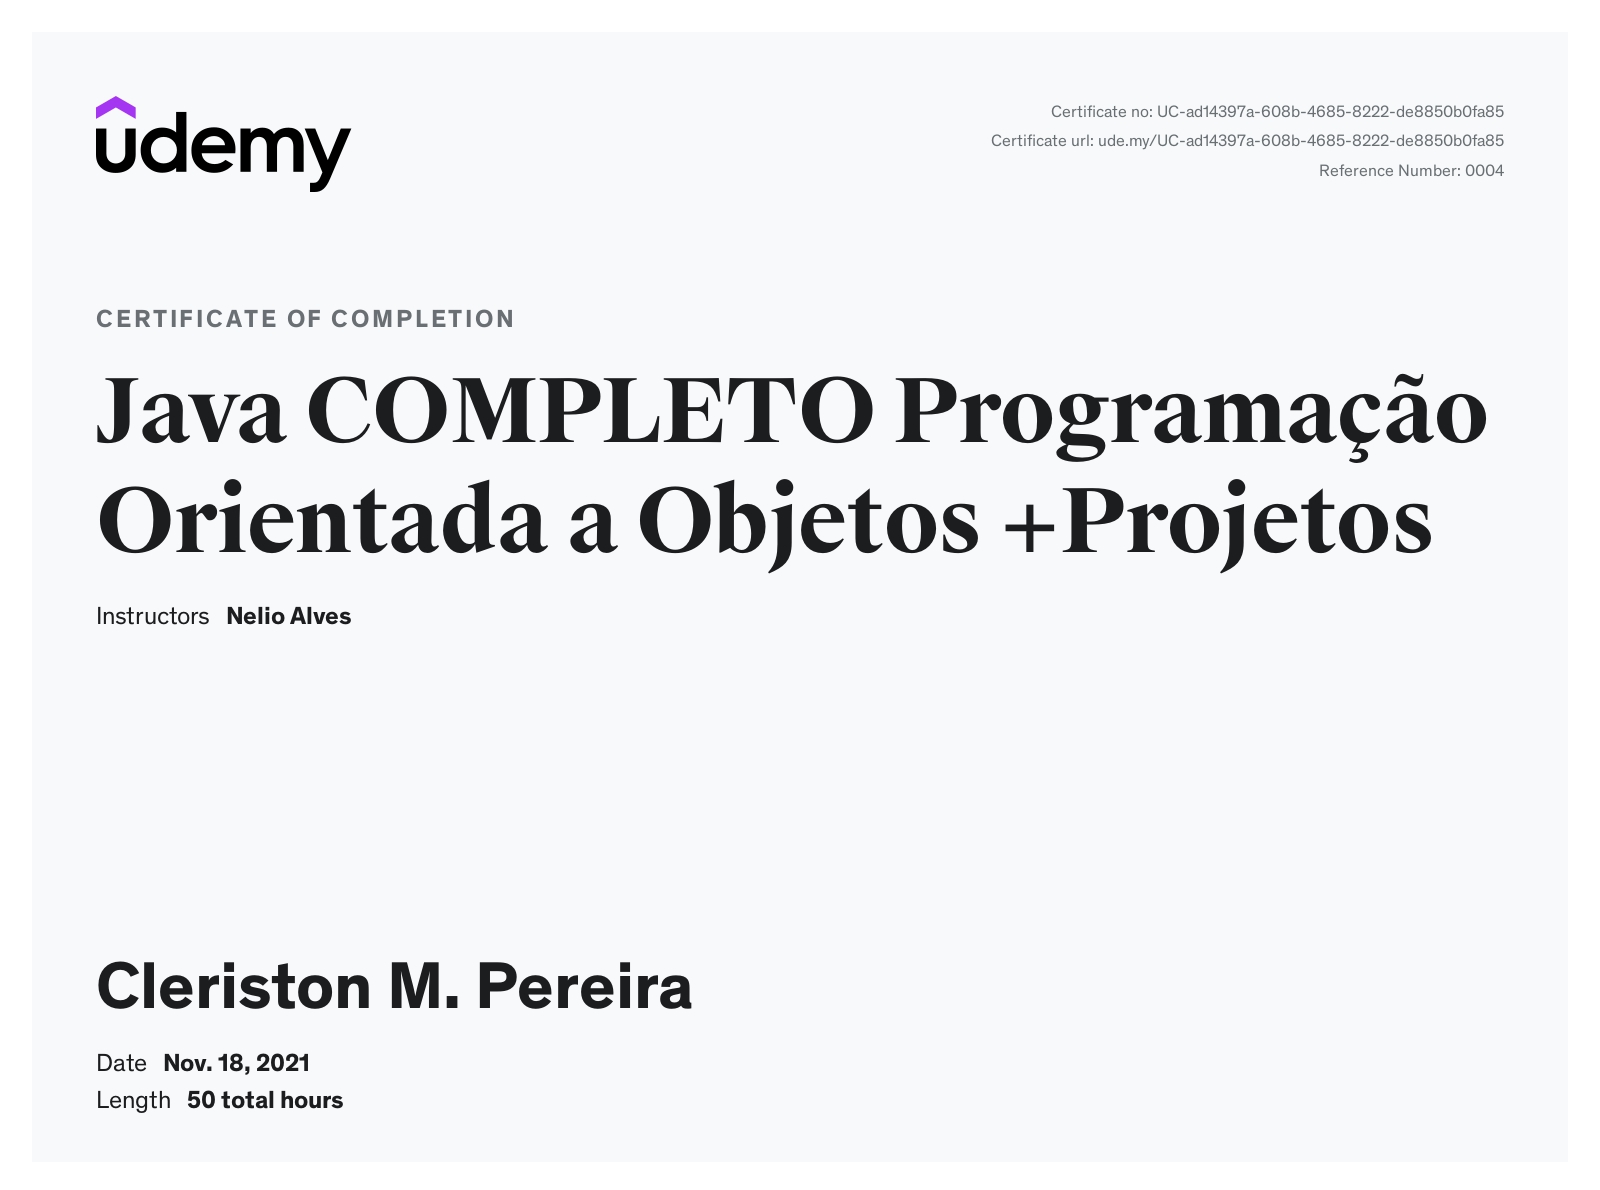 udemy
Certificate no: UC-ad14397a-608b-4685-8222-de8850b0fa85
Certificate url: ude.my/UC-ad14397a-608b-4685-8222-de8850b0fa85
Reference Number: 0004
CERTIFICATE OF COMPLETION
Java COMPLETO Programação
Orientada a Objetos +Projetos
Instructors Nelio Alves
Cleriston M. Pereira
Date Nov. 18, 2021
Length 50 total hours